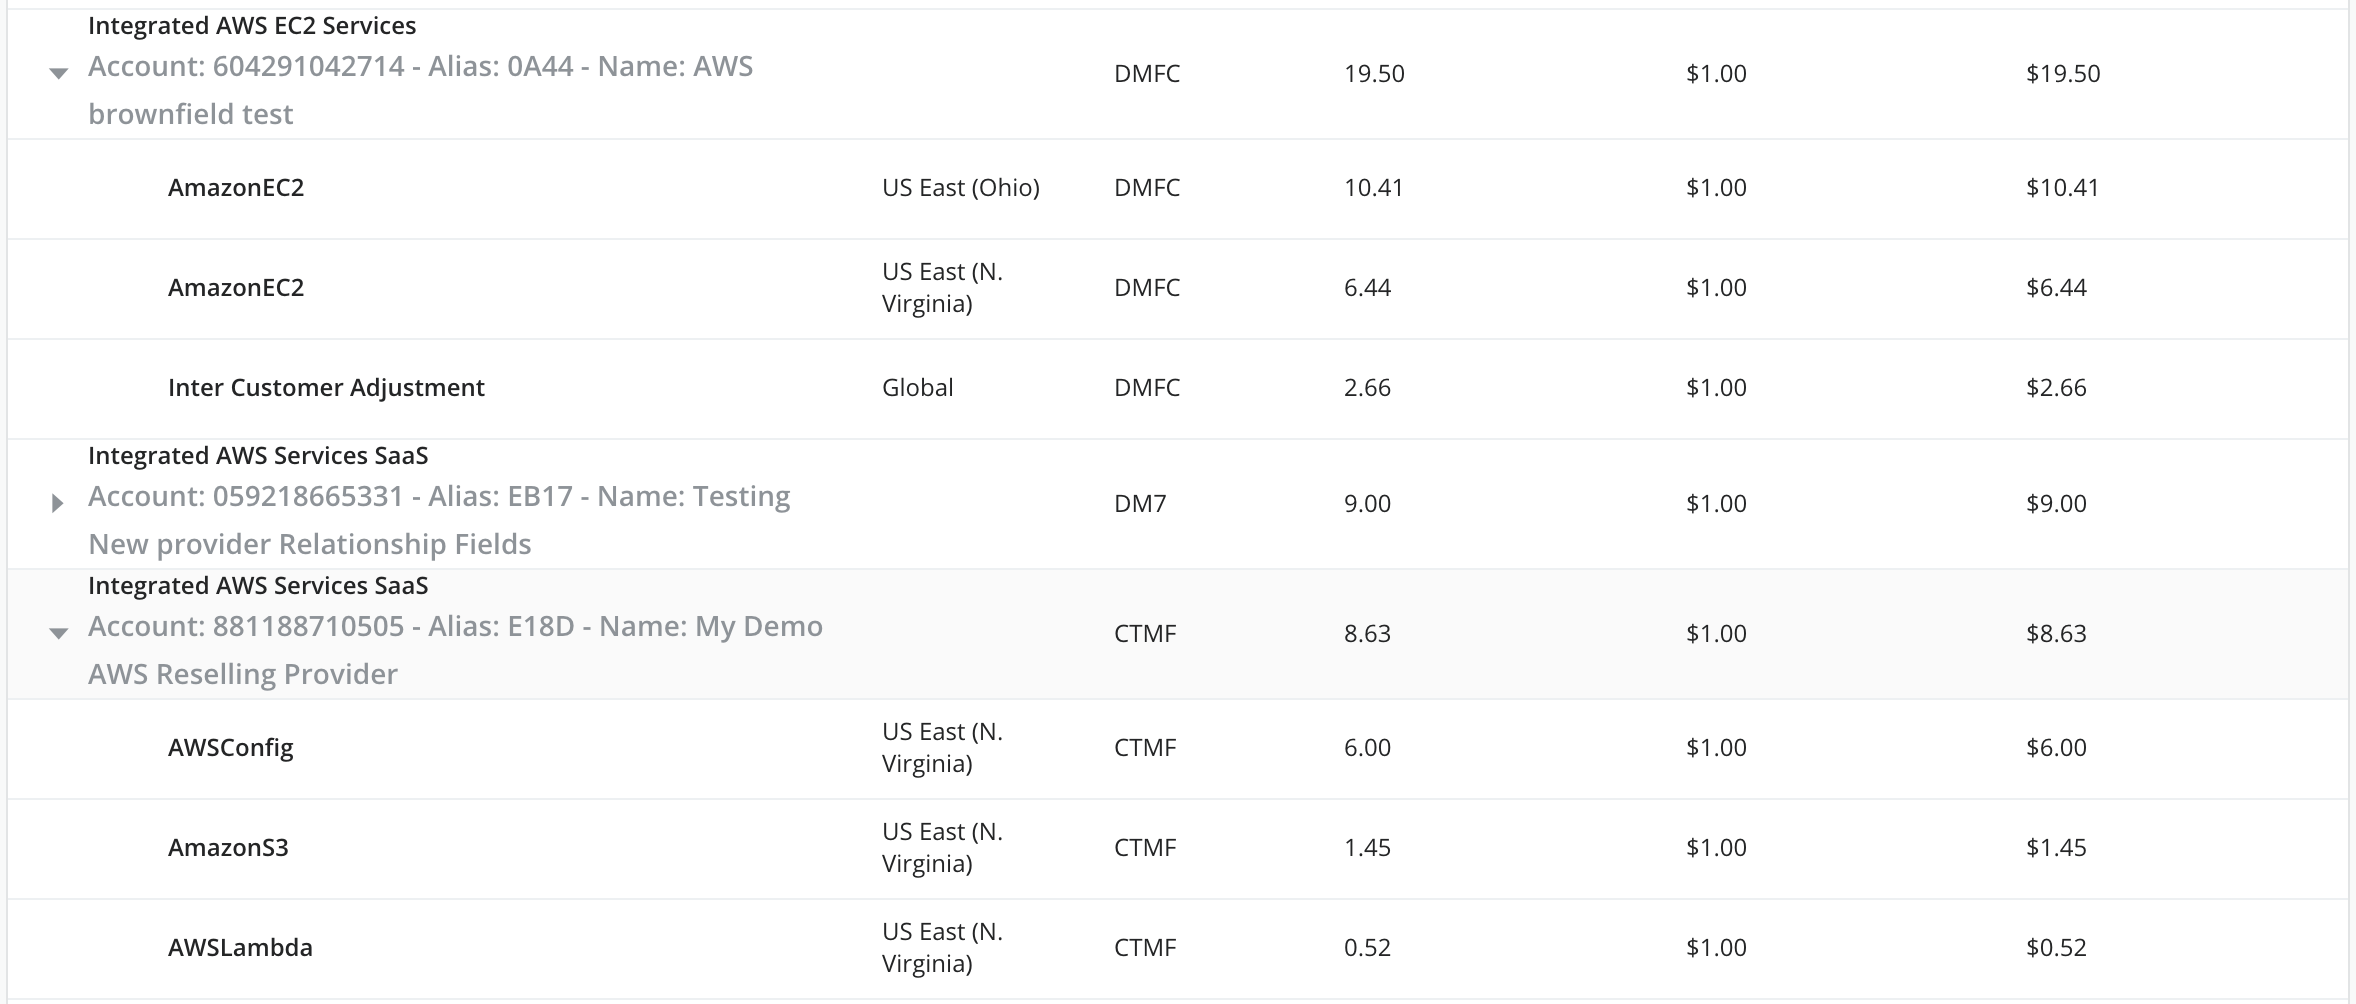 Integrated AWS EC2 Services
Account: 604291042714 - Alias: 0A44 - Name: AWS
brownfield test
DMFC 19.50 $1.00 $19.50
AmazonEC2 US East (Ohio) DMFC 10.41 $1.00 $10.41
US East (N.
Virginia)
AmazonEC2 DMFC 6.44 $1.00 $6.44
Inter Customer Adjustment Global DMFC 2.66 $1.00 $2.66
Integrated AWS Services SaaS
Account: 059218665331 - Alias: EB17 - Name: Testing
New provider Relationship Fields
DM7 9.00 $1.00 $9.00
Integrated AWS Services SaaS
Account: 881188710505 - Alias: E18D - Name: My Demo
AWS Reselling Provider
CTMF 8.63 $1.00 $8.63
US East (N.
Virginia)
AWSConfig CTMF 6.00 $1.00 $6.00
US East (N.
Virginia)
AmazonS3 CTMF 1.45 $1.00 $1.45
US East (N.
Virginia)
AWSLambda CTMF 0.52 $1.00 $0.52